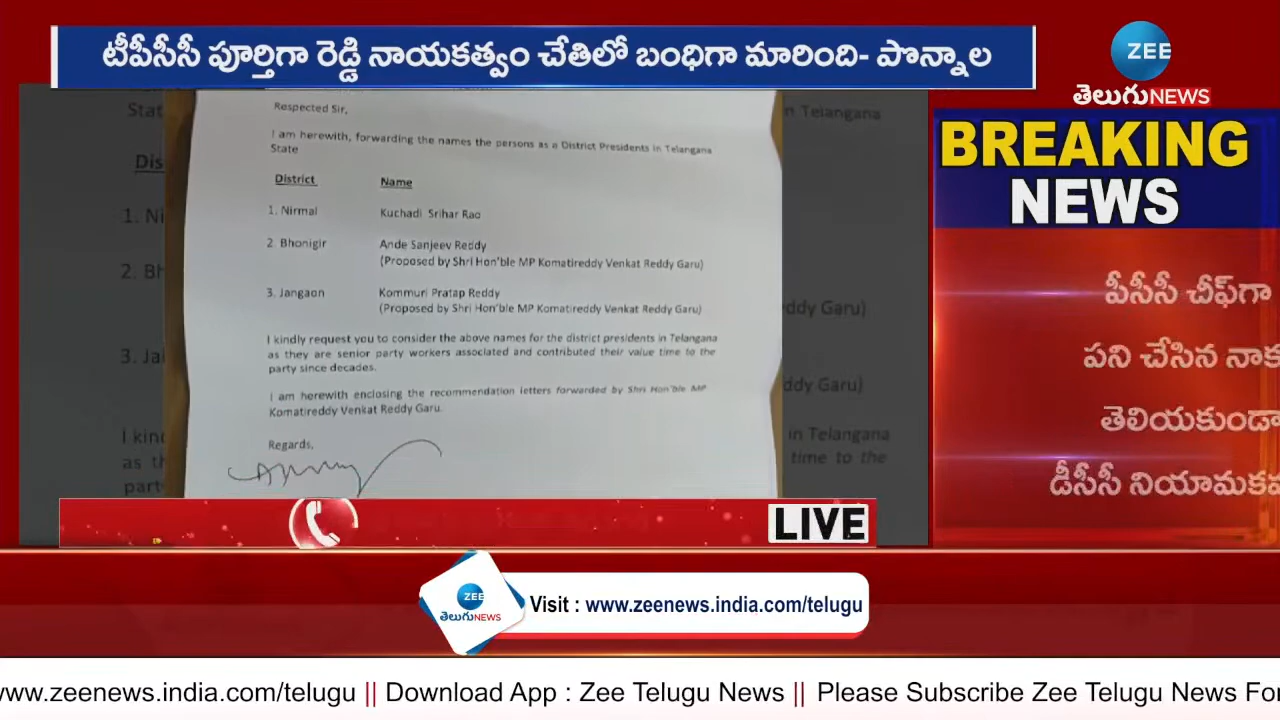 టీపీసీసీ పూర్తిగా రెడ్డి నాయకత్వం చేతిలో బంధిగా మారింది- పొన్నాల
ZEE
తెలుగు NEWS
BREAKING
NEWS
పీసీసీ చీఫ్‌గా
పని చేసిన నాక
తెలియకుండా
డీసీసీ నియామక
Respected Sir,
I am herewith, forwarding the names the persons as a District Presidents in Telangana
State
District Name
1. Nirmal Kuchadi Srihar Rao
2. Bhonigir Ande Sanjeev Reddy
(Proposed by Shri Hon'ble MP Komatireddy Venkat Reddy Garu)
3. Jangaon Kommuri Pratap Reddy
(Proposed by Shri Hon'ble MP Komatireddy Venkat Reddy Garu)
I kindly request you to consider the above names for the district presidents in Telangana
as they are senior party workers associated and contributed their value time to the
party since decades.
I am herewith enclosing the recommendation letters forwarded by Shri Hon'ble MP
Komatireddy Venkat Reddy Garu.
Regards,
LIVE
ZEE
తెలుగు NEWS
Visit : www.zeenews.india.com/telugu
www.zeenews.india.com/telugu || Download App : Zee Telugu News || Please Subscribe Zee Telugu News For